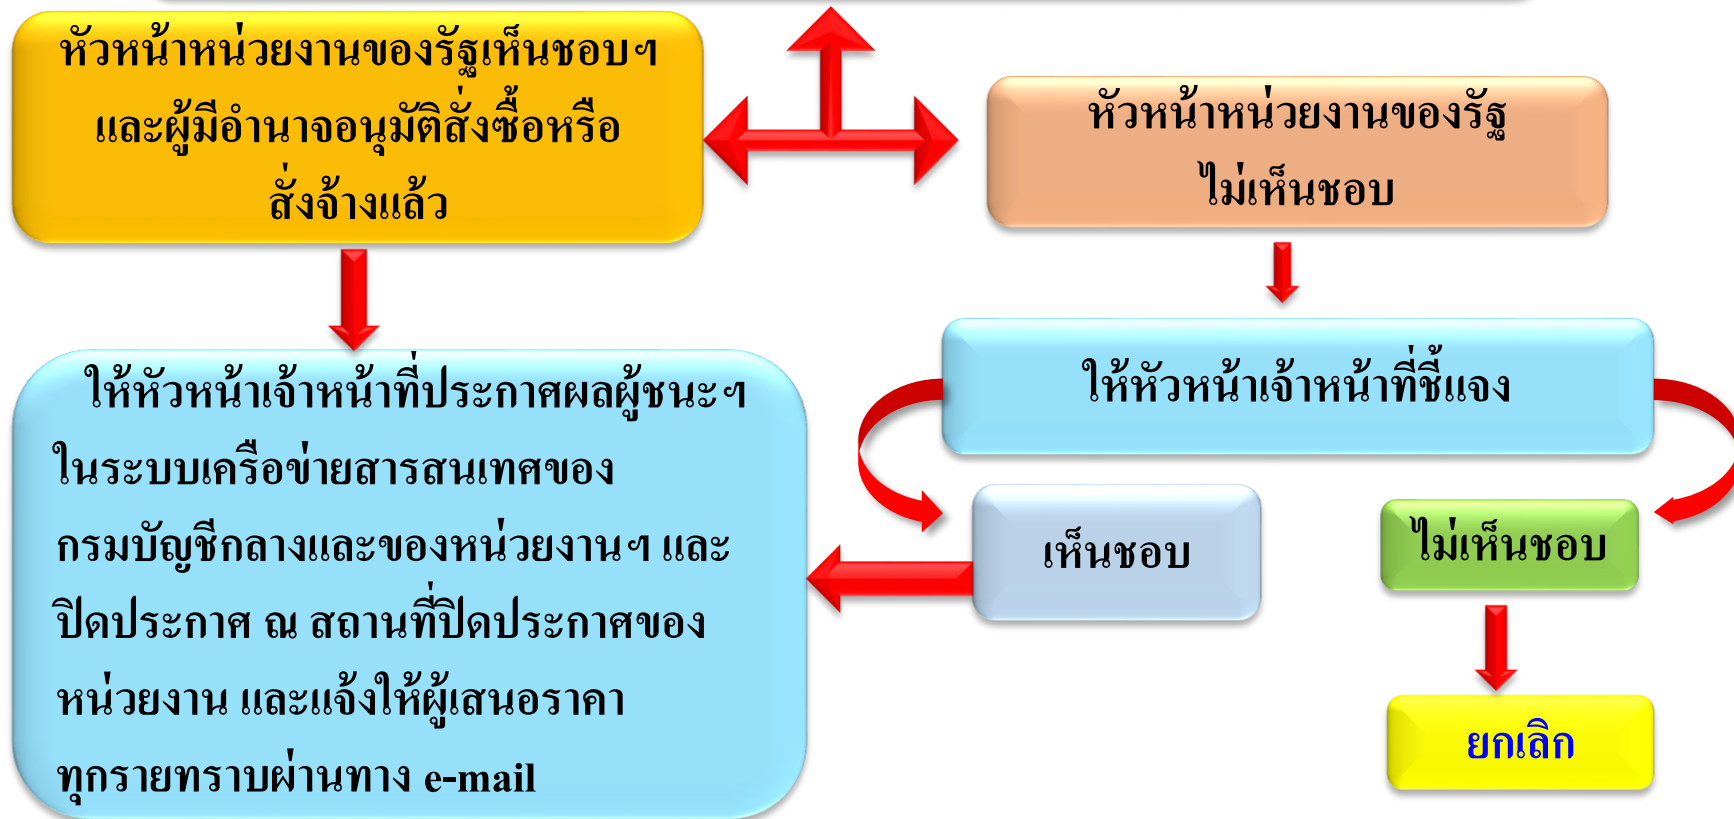 หัวหน้าหน่วยงานของรัฐเห็นชอบฯ
และผู้มีอำนาจอนุมัติสั่งซื้อหรือ
สั่งจ้างแล้ว
หัวหน้าหน่วยงานของรัฐ
ไม่เห็นชอบ
ให้หัวหน้าเจ้าหน้าที่ประกาศผลผู้ชนะฯ
ในระบบเครือข่ายสารสนเทศของ
กรมบัญชีกลางและของหน่วยงานฯ และ
ปิดประกาศ ณ สถานที่ปิดประกาศของ
หน่วยงาน และแจ้งให้ผู้เสนอราคา
ทุกรายทราบผ่านทาง e-mail
ให้หัวหน้าเจ้าหน้าที่ชี้แจง
เห็นชอบ
ไม่เห็นชอบ
ยกเลิก